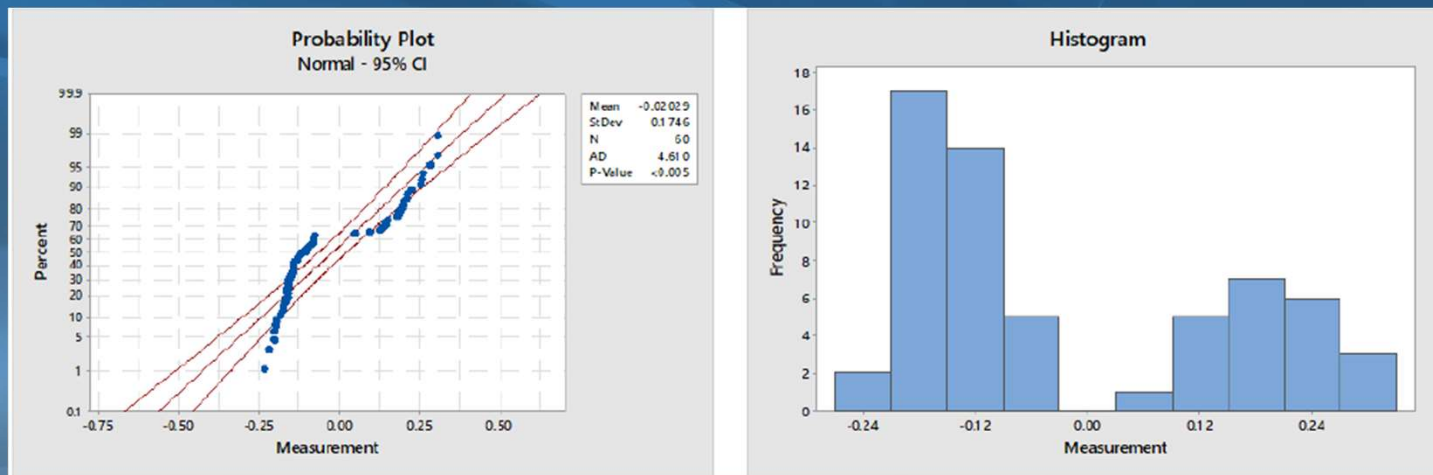 Probability Plot
Normal - 95% CI
99.9
99
95
90
80
70
60
50
40
30
20
10
5
1
0.1
Percent
-0.75 -0.50 -0.25 0.00 0.25 0.50
Measurement
Mean -0.02029
StDev 0.1746
N 60
AD 4.610
P-Value <0.005
Histogram
18
16
14
12
10
8
6
4
2
0
Frequency
-0.24 -0.12 0.00 0.12 0.24
Measurement